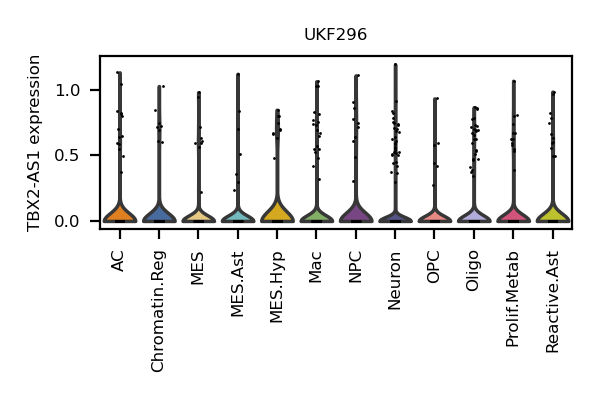 UKF296
TBX2-AS1 expression
1.0
0.5
0.0
AC
Chromatin.Reg
MES
MES.Ast
MES.Hyp
Mac
NPC
Neuron
OPC
Oligo
Prolif.Metab
Reactive.Ast